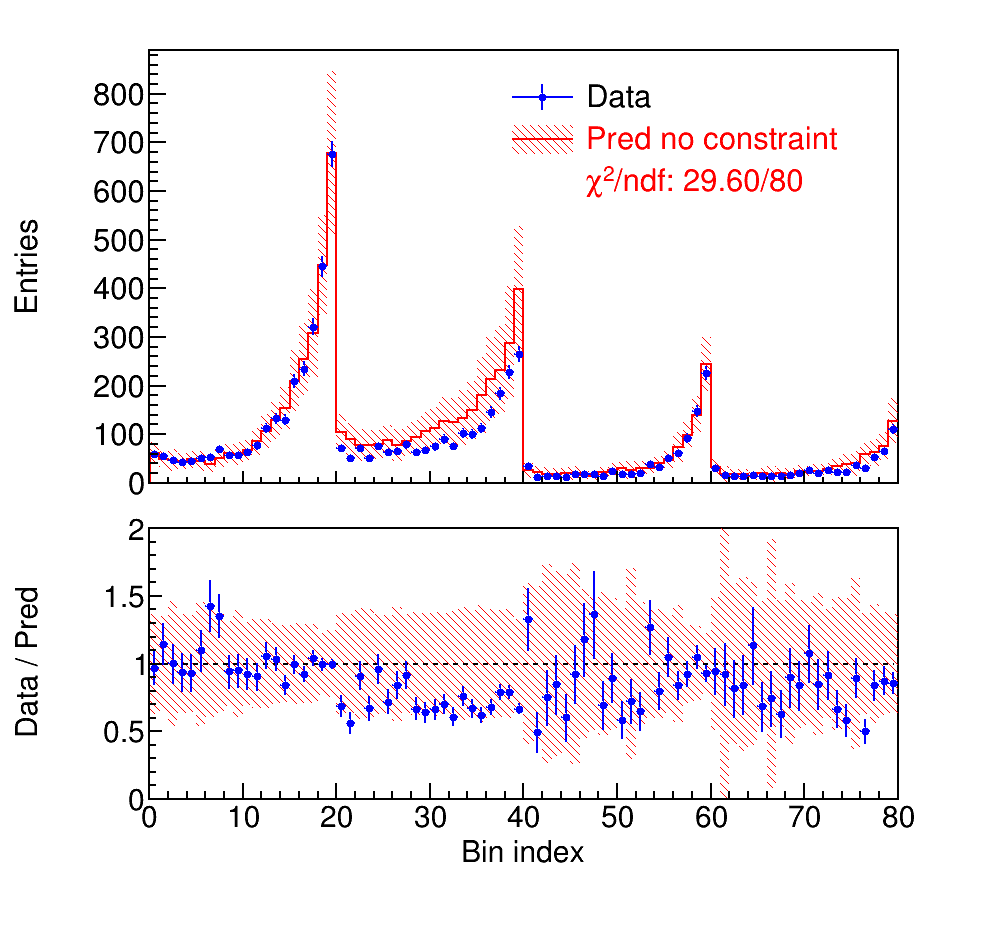 Entries
800
700
600
500
400
300
200
100
0
Data
Pred no constraint
χ²/ndf: 29.60/80
Data / Pred
2
1.5
1
0.5
0
0 10 20 30 40 50 60 70 80
Bin index